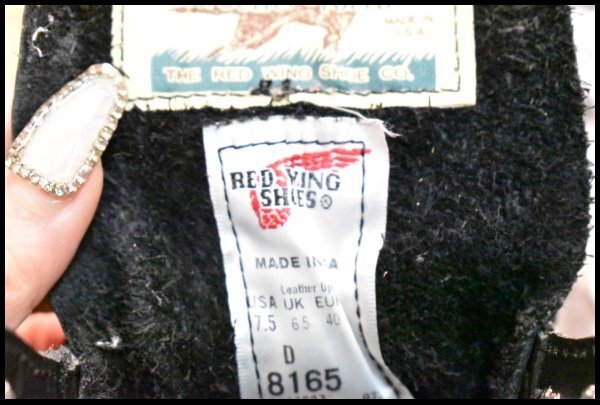 MADE IN
U.S.A.
THE RED WING SHOE CO.
RED WING
SHOES®
MADE IN A
Leather Up
USA UK EUR
7.5 6.5 40
D
8165